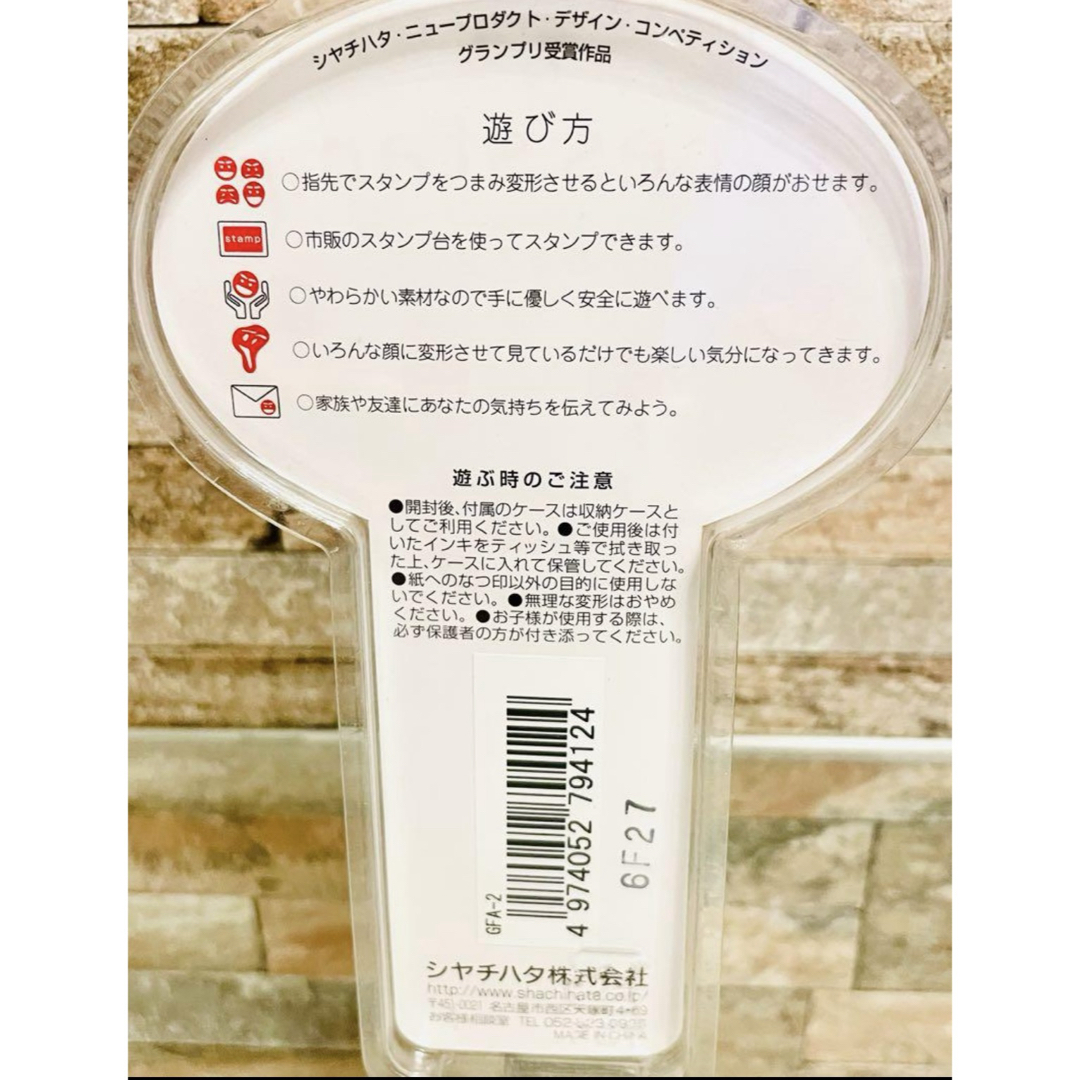 シヤチハタ・ニュープロダクト・デザイン・コンペティション
グランプリ受賞作品
遊び方
○指先でスタンプをつまみ変形させるといろんな表情の顔がおせます。
stamp
○市販のスタンプ台を使ってスタンプできます。
○やわらかい素材なので手に優しく安全に遊べます。
○いろんな顔に変形させて見ているだけでも楽しい気分になってきます。
○家族や友達にあなたの気持ちを伝えてみよう。
遊ぶ時のご注意
●開封後、付属のケースは収納ケースと
してご利用ください。●ご使用後は付
いたインキをティッシュ等で拭き取っ
た上、ケースに入れて保管してください。
●紙へのなつ印以外の目的に使用しな
いでください。●無理な変形はおやめ
ください。●お子様が使用する際は、
必ず保護者の方が付き添ってください。
GFA-2
4 974052 794124
6F27
シヤチハタ株式会社
http://www.shachihata.co.jp/
〒451-0021 名古屋市西区天塚町4-69
お客様相談室 TEL 052-523-
MADE IN CHINA